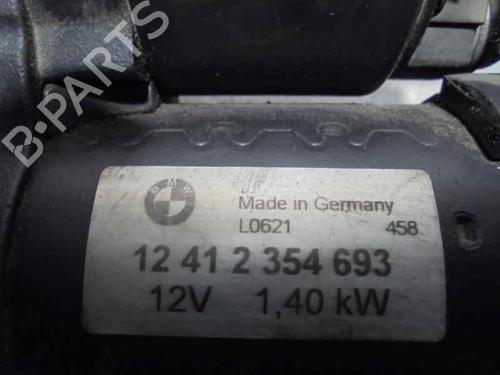 B-PARTS
BMW
Made in Germany
L0621 458
12 41 2 354 693
12V 1,40 kW